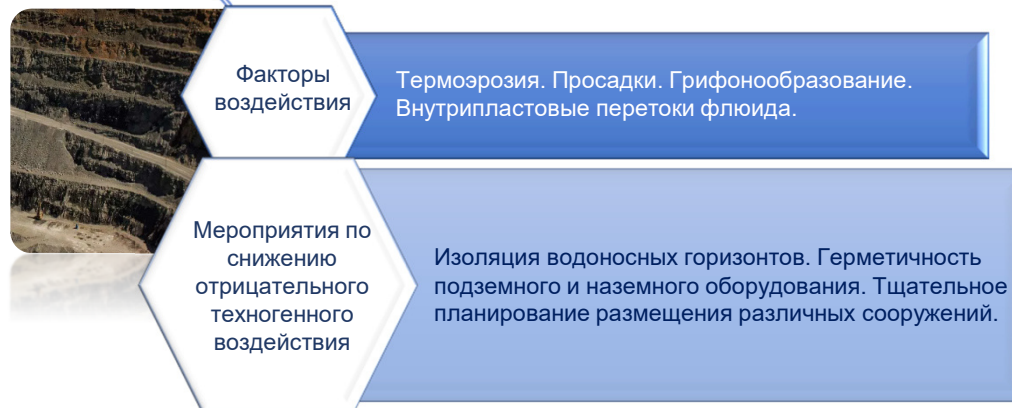 Факторы
воздействия
Термоэрозия. Просадки. Грифонообразование.
Внутрипластовые перетоки флюида.
Мероприятия по
снижению
отрицательного
техногенного
воздействия
Изоляция водоносных горизонтов. Герметичность
подземного и наземного оборудования. Тщательное
планирование размещения различных сооружений.